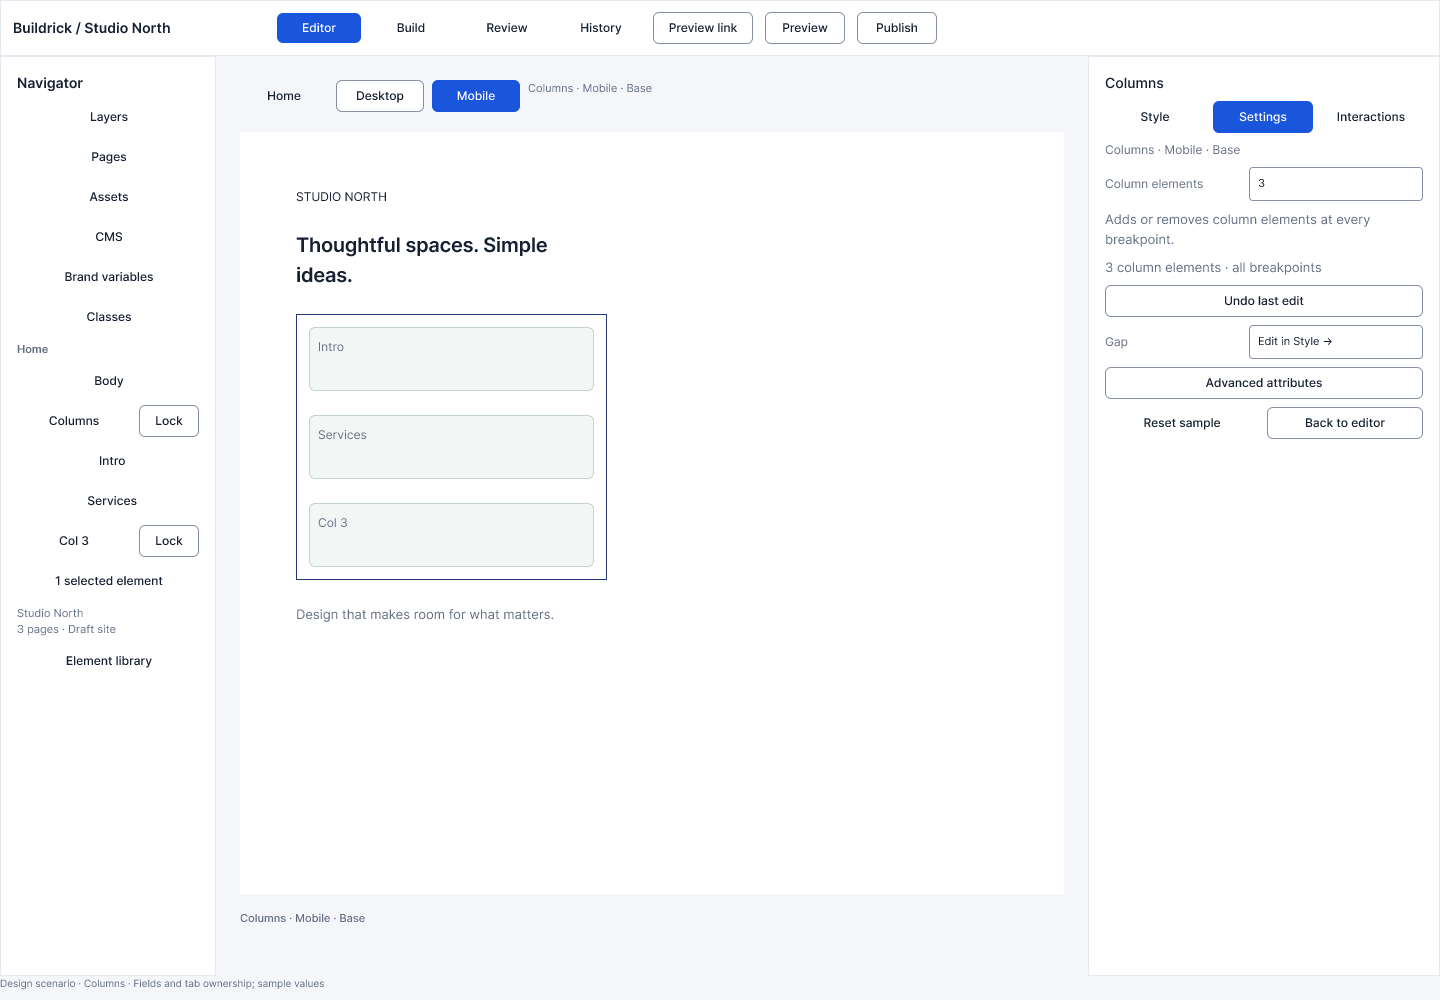 Buildrick / Studio North
Editor
Build
Review
History
Preview link
Preview
Publish
Navigator
Layers
Pages
Assets
CMS
Brand variables
Classes
Home
Body
Columns
Lock
Intro
Services
Col 3
Lock
1 selected element
Studio North
3 pages · Draft site
Element library
Home
Desktop
Mobile
Columns · Mobile · Base
STUDIO NORTH
Thoughtful spaces. Simple
ideas.
Intro
Services
Col 3
Design that makes room for what matters.
Columns · Mobile · Base
Columns
Style
Settings
Interactions
Columns · Mobile · Base
Column elements
3
Adds or removes column elements at every
breakpoint.
3 column elements · all breakpoints
Undo last edit
Gap
Edit in Style →
Advanced attributes
Reset sample
Back to editor
Design scenario · Columns · Fields and tab ownership; sample values